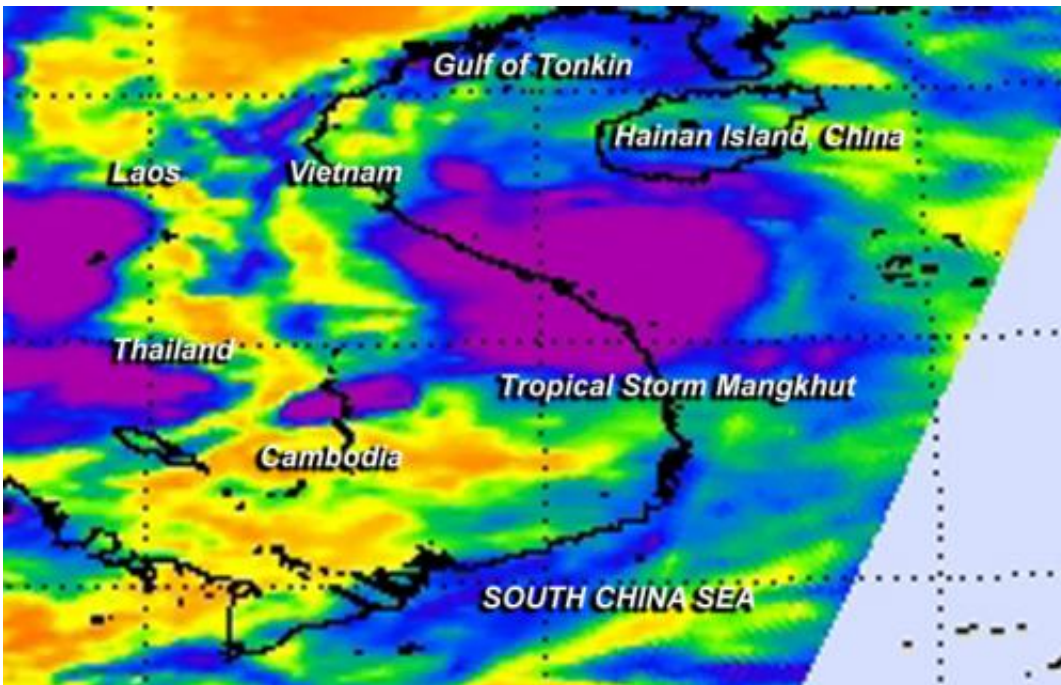 Gulf of Tonkin
Hainan Island, China
Laos
Vietnam
Thailand
Tropical Storm Mangkhut
Cambodia
SOUTH CHINA SEA